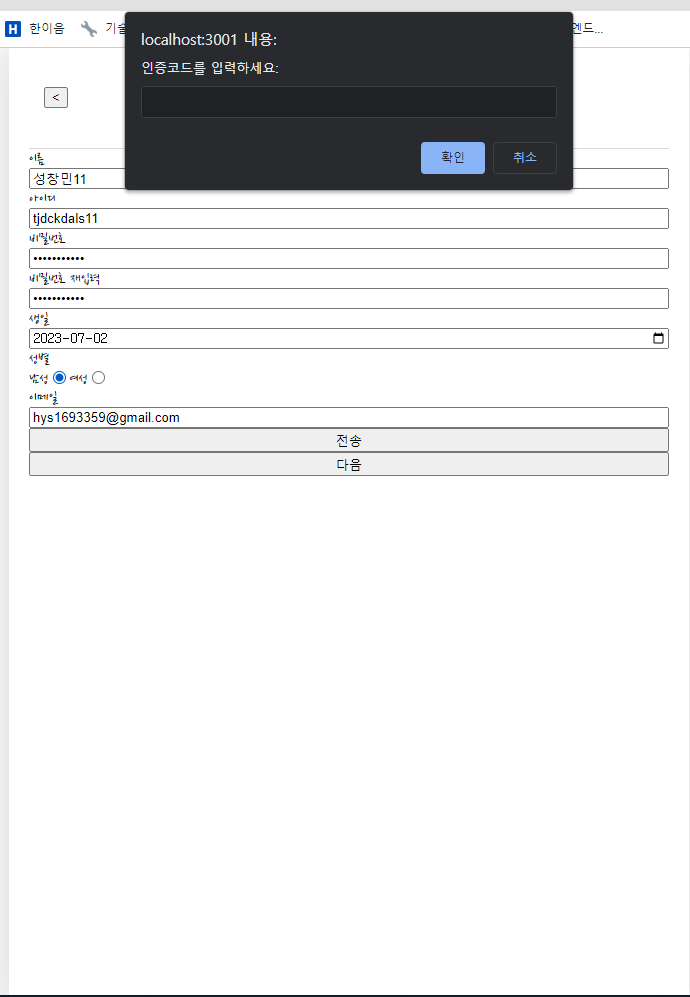 H 한이음 기술 엔드...
localhost:3001 내용:
인증코드를 입력하세요:
확인 취소
<
이름
성창민11
아이디
tjdckdals11
비밀번호
•••••••••••
비밀번호 재입력
•••••••••••
생일
2023-07-02
성별
남성 여성
이메일
hys1693359@gmail.com
전송
다음